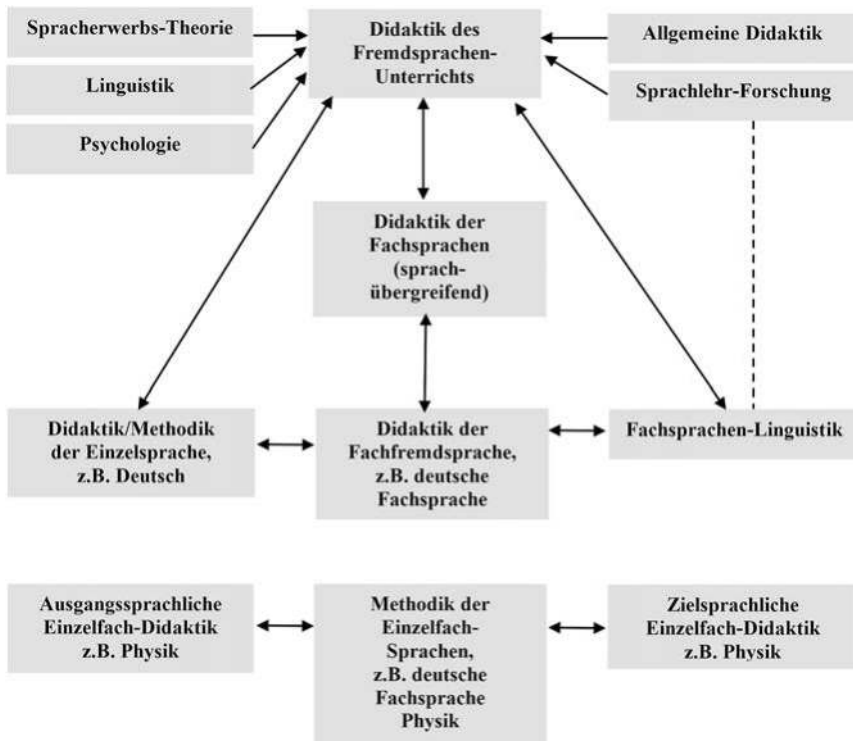 Spracherwerbs-Theorie
Linguistik
Psychologie
Didaktik des
Fremdsprachen-
Unterrichts
Allgemeine Didaktik
Sprachlehr-Forschung
Didaktik der
Fachsprachen
(sprach-
übergreifend)
Didaktik/Methodik
der Einzelsprache,
z.B. Deutsch
Didaktik der
Fachfremdsprache,
z.B. deutsche
Fachsprache
Fachsprachen-Linguistik
Ausgangssprachliche
Einzelfach-Didaktik
z.B. Physik
Methodik der
Einzelfach-
Sprachen,
z.B. deutsche
Fachsprache
Physik
Zielsprachliche
Einzelfach-Didaktik
z.B. Physik